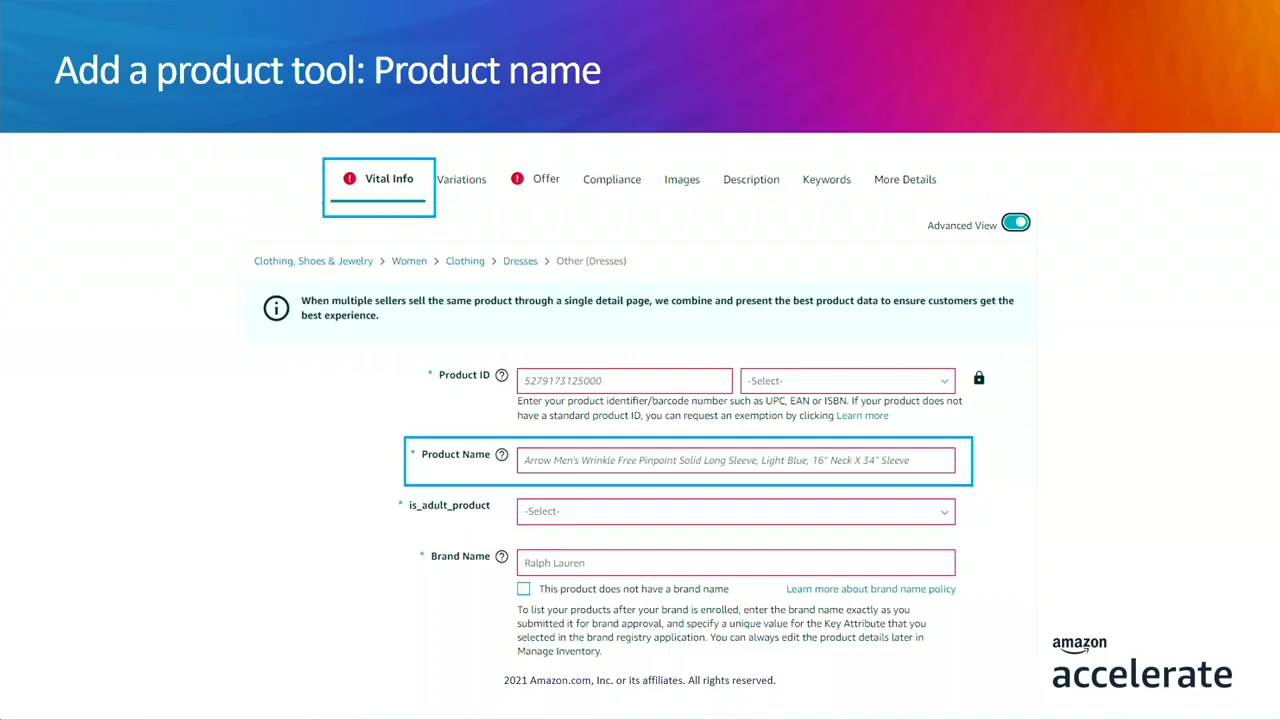 Add a product tool: Product name
! Vital Info Variations ! Offer Compliance Images Description Keywords More Details
Advanced View
Clothing, Shoes & Jewelry > Women > Clothing > Dresses > Other (Dresses)
i When multiple sellers sell the same product through a single detail page, we combine and present the best product data to ensure customers get the
best experience.
* Product ID ? 5279173125000 -Select-
Enter your product identifier/barcode number such as UPC, EAN or ISBN. If your product does not
have a standard product ID, you can request an exemption by clicking Learn more
* Product Name ? Arrow Men's Wrinkle Free Pinpoint Solid Long Sleeve, Light Blue, 16" Neck X 34" Sleeve
* is_adult_product -Select-
* Brand Name ? Ralph Lauren
This product does not have a brand name Learn more about brand name policy
To list your products after your brand is enrolled, enter the brand name exactly as you
submitted it for brand approval, and specify a unique value for the Key Attribute that you
selected in the brand registry application. You can always edit the product details later in
Manage Inventory.
2021 Amazon.com, Inc. or its affiliates. All rights reserved.
amazon
accelerate